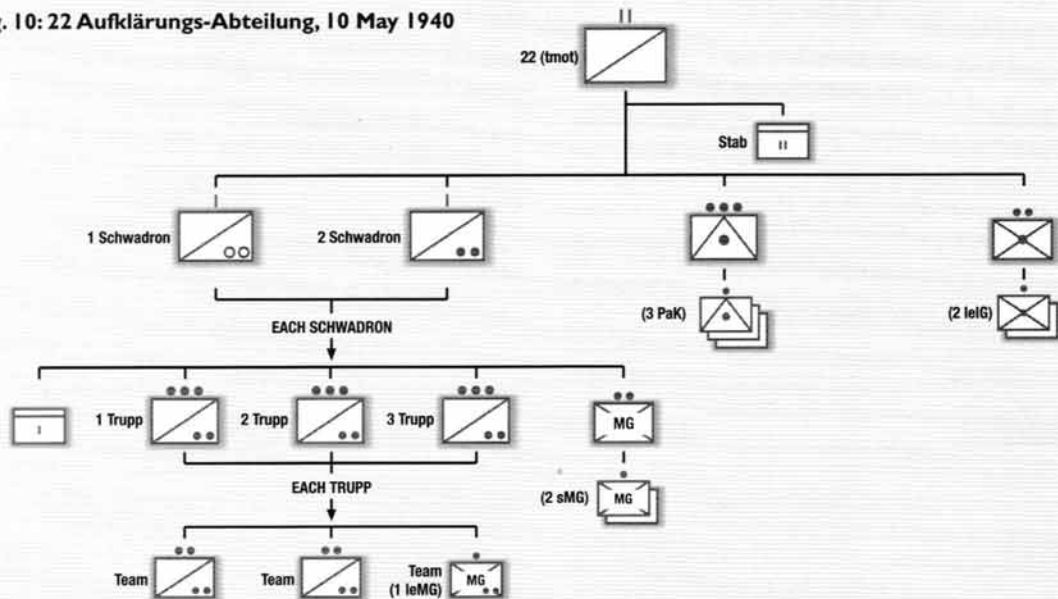 . 10: 22 Aufklärungs-Abteilung, 10 May 1940
22 (tmot)
Stab
II
1 Schwadron
2 Schwadron
(3 PaK)
(2 leIG)
EACH SCHWADRON
I
1 Trupp
2 Trupp
3 Trupp
MG
(2 sMG)
MG
EACH TRUPP
Team
Team
Team
(1 leMG)
MG